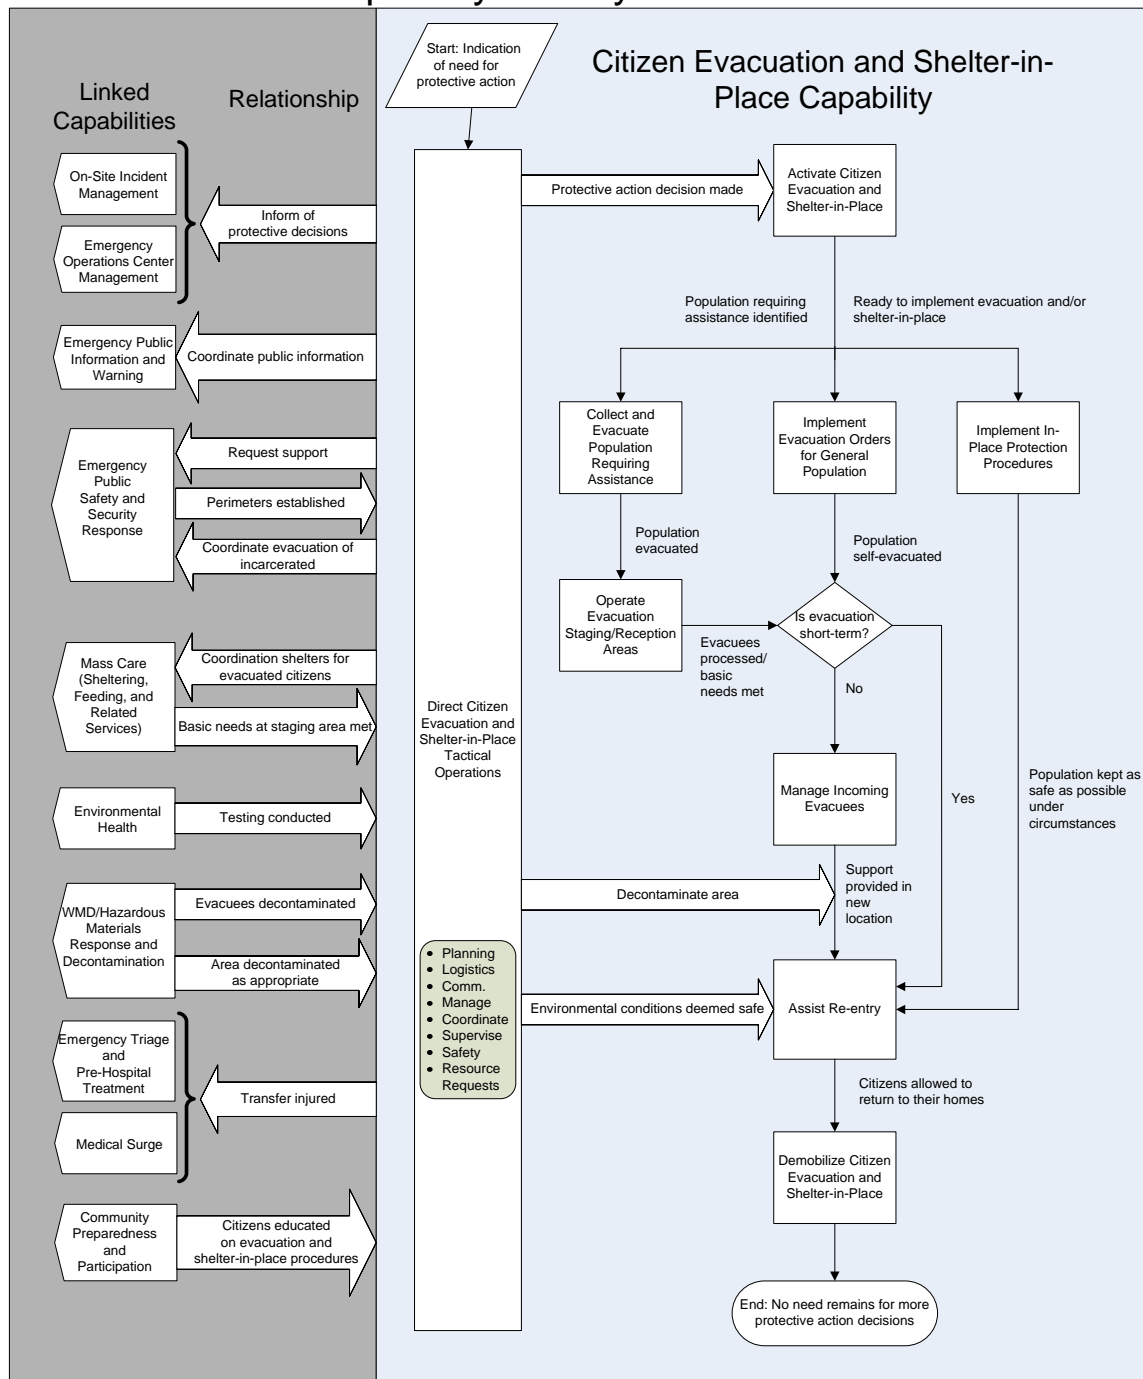 Citizen Evacuation and Shelter-in-
Place Capability
Linked
Capabilities
Relationship
Start: Indication
of need for
protective action
On-Site Incident
Management
Emergency
Operations Center
Management
Inform of
protective decisions
Emergency Public
Information and
Warning
Coordinate public information
Emergency
Public
Safety and
Security
Response
Request support
Perimeters established
Coordinate evacuation of
incarcerated
Mass Care
(Sheltering,
Feeding, and
Related
Services)
Coordination shelters for
evacuated citizens
Basic needs at staging area met
Environmental
Health
Testing conducted
WMD/Hazardous
Materials
Response and
Decontamination
Evacuees decontaminated
Area decontaminated
as appropriate
Emergency Triage
and
Pre-Hospital
Treatment
Medical Surge
Transfer injured
Community
Preparedness
and
Participation
Citizens educated
on evacuation and
shelter-in-place procedures
Direct Citizen
Evacuation and
Shelter-in-Place
Tactical
Operations
• Planning
• Logistics
• Comm.
• Manage
• Coordinate
• Supervise
• Safety
• Resource
Requests
Protective action decision made
Activate Citizen
Evacuation and
Shelter-in-Place
Population requiring
assistance identified
Ready to implement evacuation and/or
shelter-in-place
Collect and
Evacuate
Population
Requiring
Assistance
Implement
Evacuation Orders
for General
Population
Implement In-
Place Protection
Procedures
Population
evacuated
Population
self-evacuated
Operate
Evacuation
Staging/Reception
Areas
Evacuees
processed/
basic
needs met
Is evacuation
short-term?
No
Yes
Manage Incoming
Evacuees
Population kept as
safe as possible
under
circumstances
Support
provided in
new
location
Decontaminate area
Environmental conditions deemed safe
Assist Re-entry
Citizens allowed to
return to their homes
Demobilize Citizen
Evacuation and
Shelter-in-Place
End: No need remains for more
protective action decisions